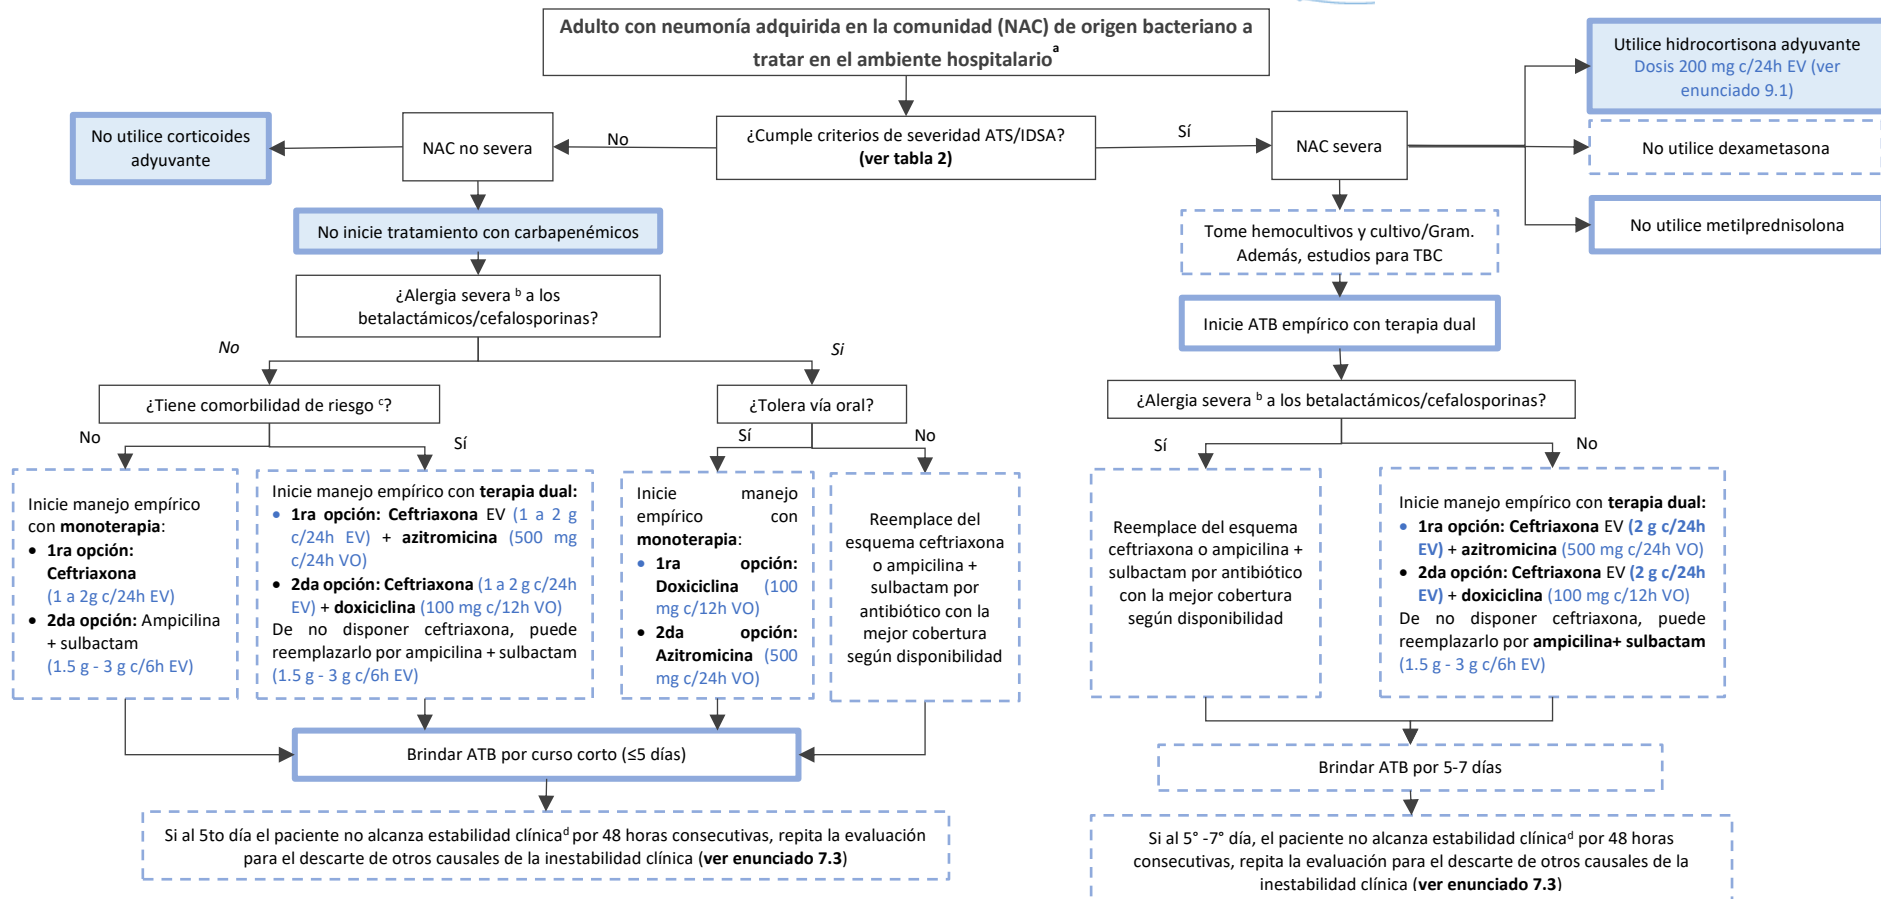 Adulto con neumonía adquirida en la comunidad (NAC) de origen bacteriano a
tratar en el ambiente hospitalario a
¿Cumple criterios de severidad ATS/IDSA?
(ver tabla 2)
No
Sí
NAC no severa
No utilice corticoides
adyuvante
NAC severa
Utilice hidrocortisona adyuvante
Dosis 200 mg c/24h EV (ver
enunciado 9.1)
No utilice dexametasona
No utilice metilprednisolona
No inicie tratamiento con carbapenémicos
¿Alergia severa b a los
betalactámicos/cefalosporinas?
No
Si
¿Tiene comorbilidad de riesgo c?
¿Tolera vía oral?
No
Sí
Sí
No
Inicie manejo empírico
con monoterapia:
• 1ra opción:
Ceftriaxona
(1 a 2g c/24h EV)
• 2da opción: Ampicilina
+ sulbactam
(1.5 g - 3 g c/6h EV)
Inicie manejo empírico con terapia dual:
• 1ra opción: Ceftriaxona EV (1 a 2 g
c/24h EV) + azitromicina (500 mg
c/24h VO)
• 2da opción: Ceftriaxona (1 a 2 g c/24h
EV) + doxiciclina (100 mg c/12h VO)
De no disponer ceftriaxona, puede
reemplazarlo por ampicilina + sulbactam
(1.5 g - 3 g c/6h EV)
Inicie manejo
empírico con
monoterapia:
• 1ra opción:
Doxiciclina (100
mg c/12h VO)
• 2da opción:
Azitromicina (500
mg c/24h VO)
Reemplace del
esquema ceftriaxona
o ampicilina +
sulbactam por
antibiótico con la
mejor cobertura
según disponibilidad
Brindar ATB por curso corto (≤5 días)
Si al 5to día el paciente no alcanza estabilidad clínica d por 48 horas consecutivas, repita la evaluación
para el descarte de otros causales de la inestabilidad clínica (ver enunciado 7.3)
Tome hemocultivos y cultivo/Gram.
Además, estudios para TBC
Inicie ATB empírico con terapia dual
¿Alergia severa b a los betalactámicos/cefalosporinas?
Sí
No
Reemplace del esquema
ceftriaxona o ampicilina +
sulbactam por antibiótico
con la mejor cobertura
según disponibilidad
Inicie manejo empírico con terapia dual:
• 1ra opción: Ceftriaxona EV (2 g c/24h
EV) + azitromicina (500 mg c/24h VO)
• 2da opción: Ceftriaxona EV (2 g c/24h
EV) + doxiciclina (100 mg c/12h VO)
De no disponer ceftriaxona, puede
reemplazarlo por ampicilina+ sulbactam
(1.5 g - 3 g c/6h EV)
Brindar ATB por 5-7 días
Si al 5° -7° día, el paciente no alcanza estabilidad clínica d por 48 horas
consecutivas, repita la evaluación para el descarte de otros causales de la
inestabilidad clínica (ver enunciado 7.3)